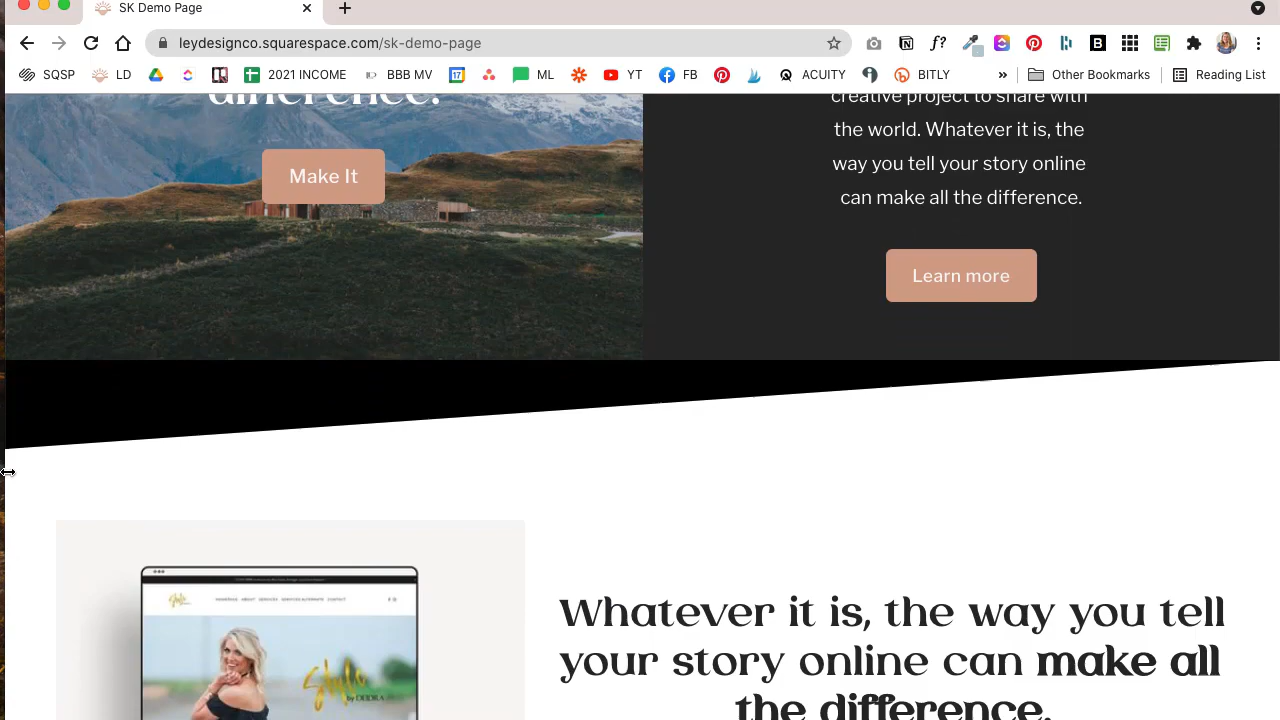 SK Demo Page
leydesignco.squarespace.com/sk-demo-page
f?
SQSP
LD
2021 INCOME
BBB MV
17
ML
YT
FB
ACUITY
BITLY
»
Other Bookmarks
Reading List
difference.
Make It
creative project to share with
the world. Whatever it is, the
way you tell your story online
can make all the difference.
Learn more
Whatever it is, the way you tell
your story online can make all
the difference.